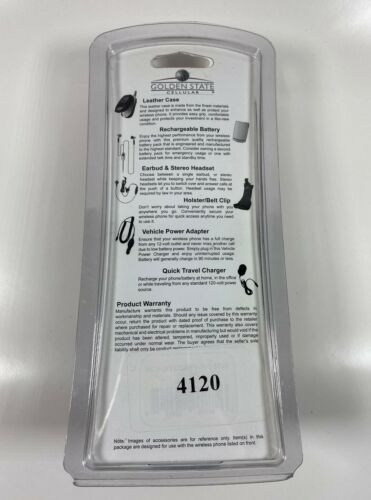 GOLDEN STATE
CELLULAR
Leather Case
This leather case is made from the finest materials
and designed to enhance as well as protect your
wireless phone. It provides easy grip, comfortable
usage and protects your investment in a like-new
condition.
Rechargeable Battery
Enjoy the highest performance from your wireless
phone with this premium quality rechargeable
battery pack that is engineered and manufactured
to the highest standard. Consider owning a second
battery pack for emergency usage or one with
extended talk time and standby time.
Earbud & Stereo Headset
Choose between a single earbud, or stereo
headset while keeping your hands free. Stereo
headsets let you to switch over and answer calls at
the push of a button. Headset usage may be
required by law in your area.
Holster/Belt Clip
Don't worry about taking your phone with you
anywhere you go. Conveniently secure your
wireless phone for quick access anytime you need
to use it.
Vehicle Power Adapter
Ensure that your wireless phone has a full charge
from any 12-volt outlet and never miss another call
due to low battery power. Simply plug in this Vehicle
Power Charger and enjoy uninterrupted usage.
Battery will generally charge in 90 minutes or less.
Quick Travel Charger
Recharge your phone/battery at home, in the office
or while traveling from any standard 120-volt power
source.
Product Warranty
Manufacture warrants this product to be free from defects in
workmanship and materials. Should any issue covered by this warranty
occur, return the product with dated proof of purchase to the retailer
where purchased for repair or replacement. This warranty also covers
mechanical and electrical problems in manufacturing but would void if the
product has been altered, tampered, improperly used or if damage
occurred under normal wear. The buyer agrees that the seller's sole
liability shall only be product
4120
Note: Images of accessories are for reference only Item(s) in this
package are designed for use with the wireless phone listed on front.